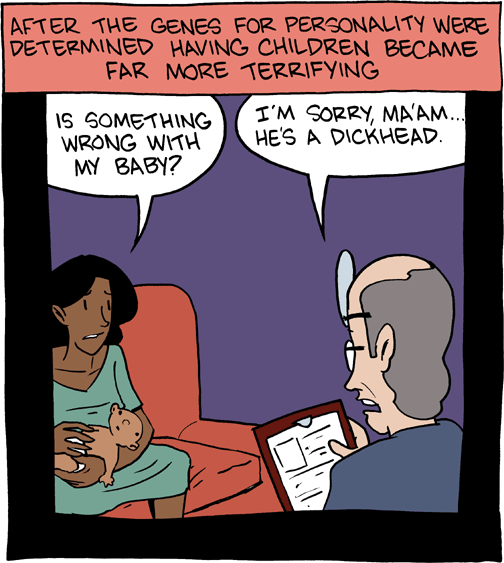 AFTER THE GENES FOR PERSONALITY WERE
DETERMINED HAVING CHILDREN BECAME
FAR MORE TERRIFYING
IS SOMETHING
WRONG WITH
MY BABY?
I'M SORRY, MA'AM...
HE'S A DICKHEAD.